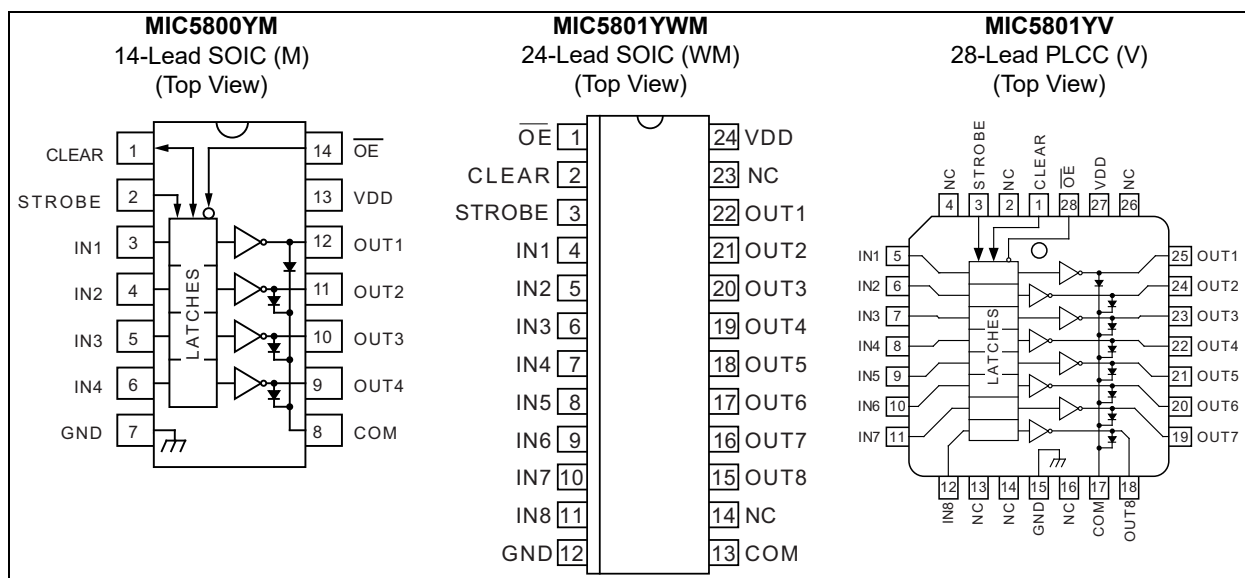 MIC5800YM
14-Lead SOIC (M)
(Top View)
CLEAR 1
STROBE 2
IN1 3
IN2 4
IN3 5
IN4 6
GND 7
14 OE
13 VDD
12 OUT1
11 OUT2
10 OUT3
9 OUT4
8 COM
LATCHES
MIC5801YWM
24-Lead SOIC (WM)
(Top View)
OE 1
CLEAR 2
STROBE 3
IN1 4
IN2 5
IN3 6
IN4 7
IN5 8
IN6 9
IN7 10
IN8 11
GND 12
24 VDD
23 NC
22 OUT1
21 OUT2
20 OUT3
19 OUT4
18 OUT5
17 OUT6
16 OUT7
15 OUT8
14 NC
13 COM
MIC5801YV
28-Lead PLCC (V)
(Top View)
NC STROBE NC CLEAR OE VDD NC
4 3 2 1 28 27 26
IN1 5
IN2 6
IN3 7
IN4 8
IN5 9
IN6 10
IN7 11
LATCHES
25 OUT1
24 OUT2
23 OUT3
22 OUT4
21 OUT5
20 OUT6
19 OUT7
12 13 14 15 16 17 18
IN8 NC NC GND NC COM OUT8